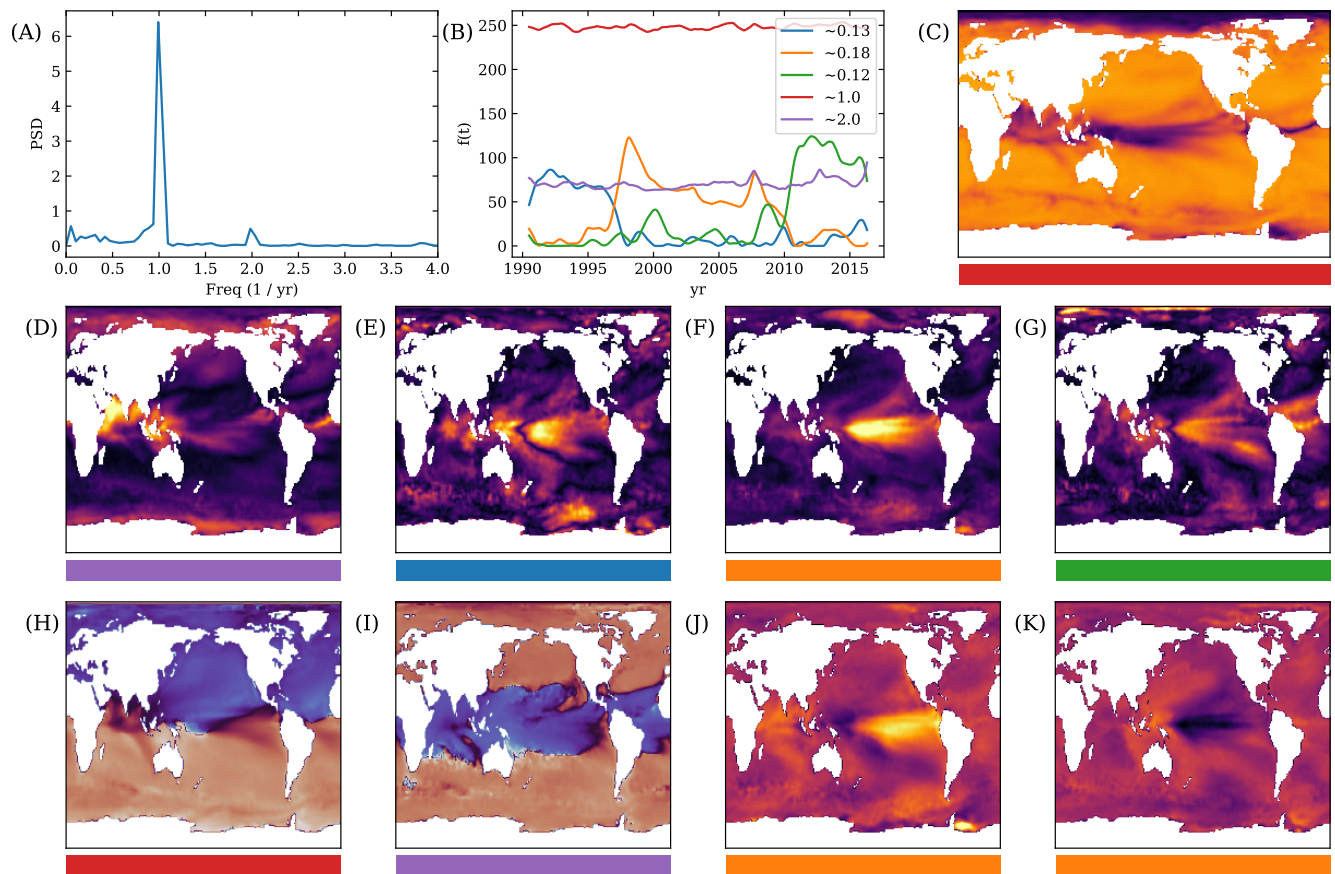 (A)
PSD
6
5
4
3
2
1
0
0.0 0.5 1.0 1.5 2.0 2.5 3.0 3.5 4.0
Freq (1 / yr)
(B)
f(t)
250
200
150
100
50
0
1990 1995 2000 2005 2010 2015
yr
~0.13
~0.18
~0.12
~1.0
~2.0
(C)
(D)
(E)
(F)
(G)
(H)
(I)
(J)
(K)